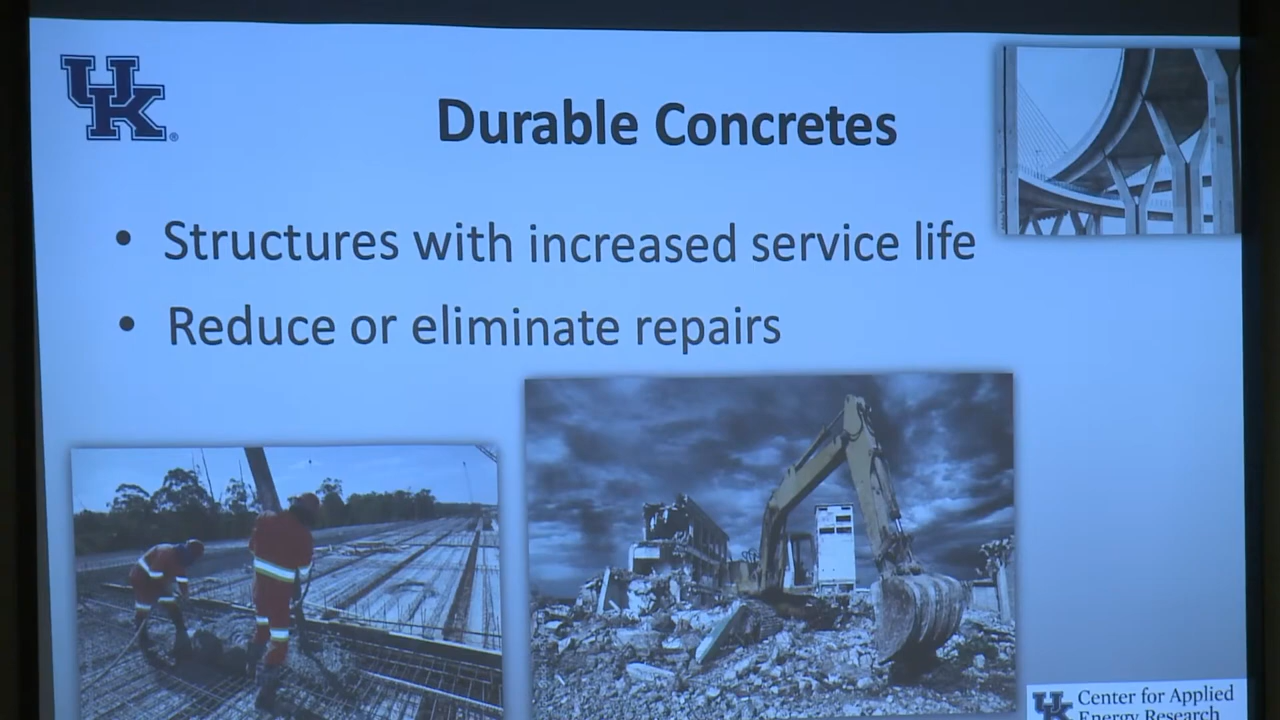 UK
Durable Concretes
• Structures with increased service life
• Reduce or eliminate repairs
UK
Center for Applied
Energy Research